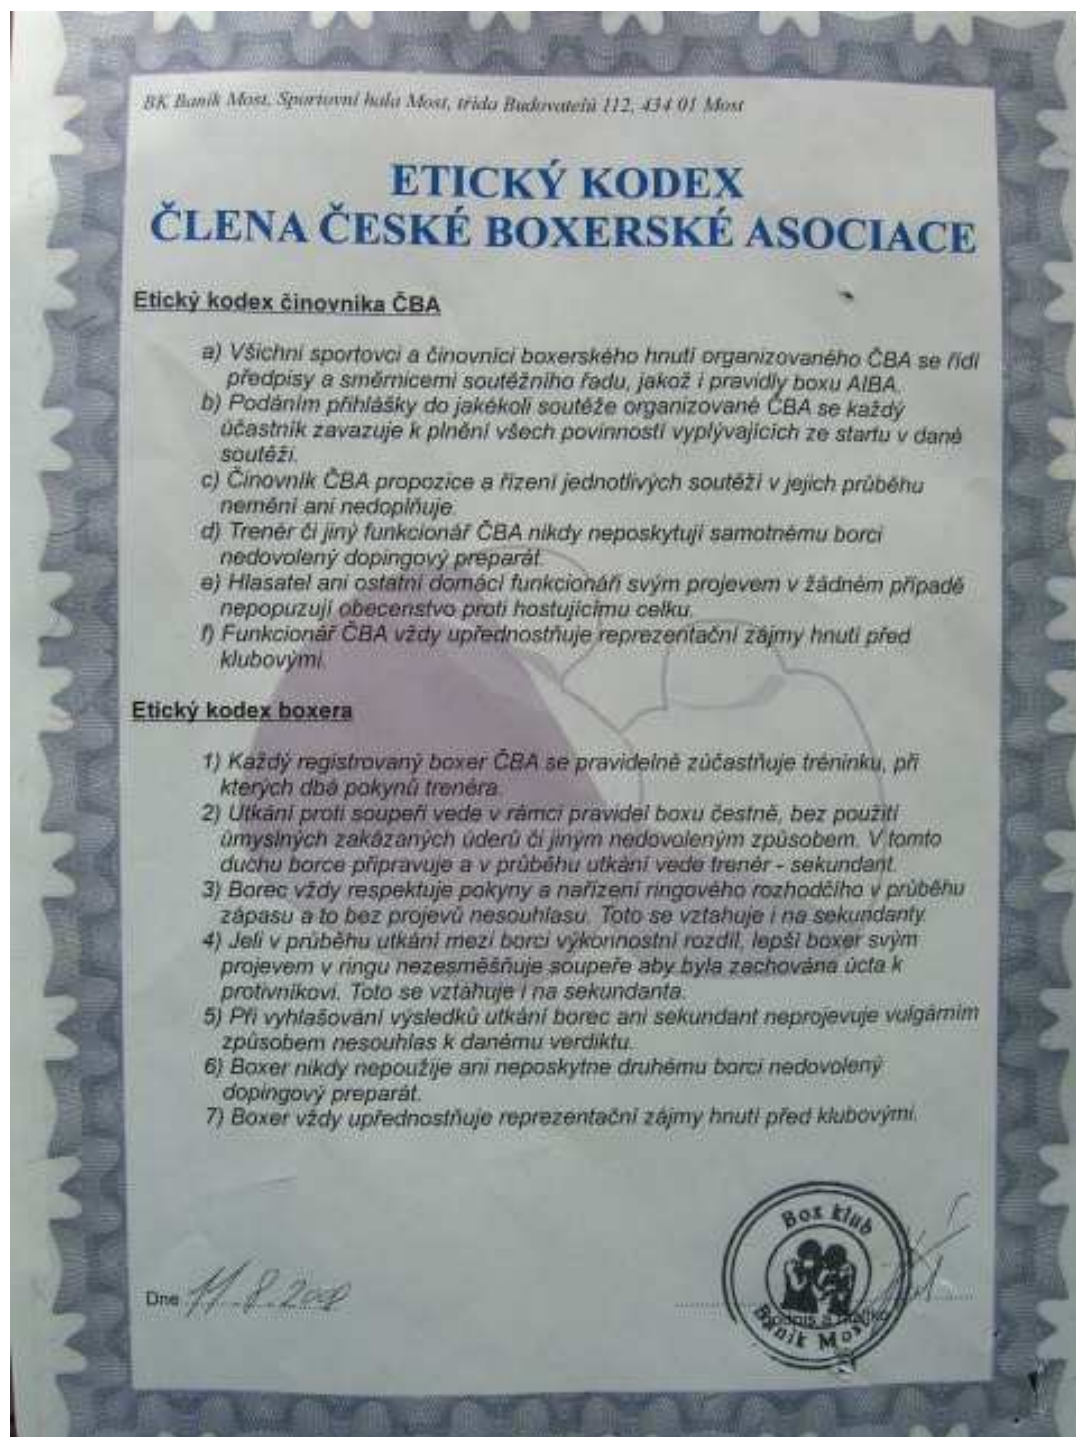 BK Baník Most, Sportovní hala Most, třída Budovatelů 112, 434 01 Most
ETICKÝ KODEX
ČLENA ČESKÉ BOXERSKÉ ASOCIACE
Etický kodex činovníka ČBA
a) Všichni sportovci a činovníci boxerského hnutí organizovaného ČBA se řídí
předpisy a směrnicemi soutěžního řadu, jakož i pravidly boxu AIBA.
b) Podáním přihlášky do jakékoli soutěže organizované ČBA se každý
účastník zavazuje k plnění všech povinností vyplývajících ze startu v dané
soutěži.
c) Činovník ČBA propozice a řízení jednotlivých soutěží v jejich průběhu
nemění ani nedoplňuje.
d) Trenér či jiný funkcionář ČBA nikdy neposkytují samotnému borci
nedovolený dopingový preparát.
e) Hlasatel ani ostatní domácí funkcionáři svým projevem v žádném případě
nepopuzují obecenstvo proti hostujícímu celku.
f) Funkcionář ČBA vždy upřednostňuje reprezentační zájmy hnutí před
klubovými.
Etický kodex boxera
1) Každý registrovaný boxer ČBA se pravidelně zúčastňuje tréninku, při
kterých dbá pokynů trenéra.
2) Utkání proti soupeři vede v rámci pravidel boxu čestně, bez použití
úmyslných zakázaných úderů či jiným nedovoleným způsobem. V tomto
duchu borce připravuje a v průběhu utkání vede trenér - sekundant.
3) Borec vždy respektuje pokyny a nařízení ringového rozhodčího v průběhu
zápasu a to bez projevů nesouhlasu. Toto se vztahuje i na sekundanty.
4) Jeli v průběhu utkání mezi borci výkonnostní rozdíl, lepší boxer svým
projevem v ringu nezesměšňuje soupeře aby byla zachována úcta k
protivníkovi. Toto se vztahuje i na sekundanta.
5) Při vyhlašování výsledků utkání borec ani sekundant neprojevuje vulgárním
způsobem nesouhlas k danému verdiktu.
6) Boxer nikdy nepoužije ani neposkytne druhému borci nedovolený
dopingový preparát.
7) Boxer vždy upřednostňuje reprezentační zájmy hnutí před klubovými.
Box klub
Baník Most
Dne 11.8.